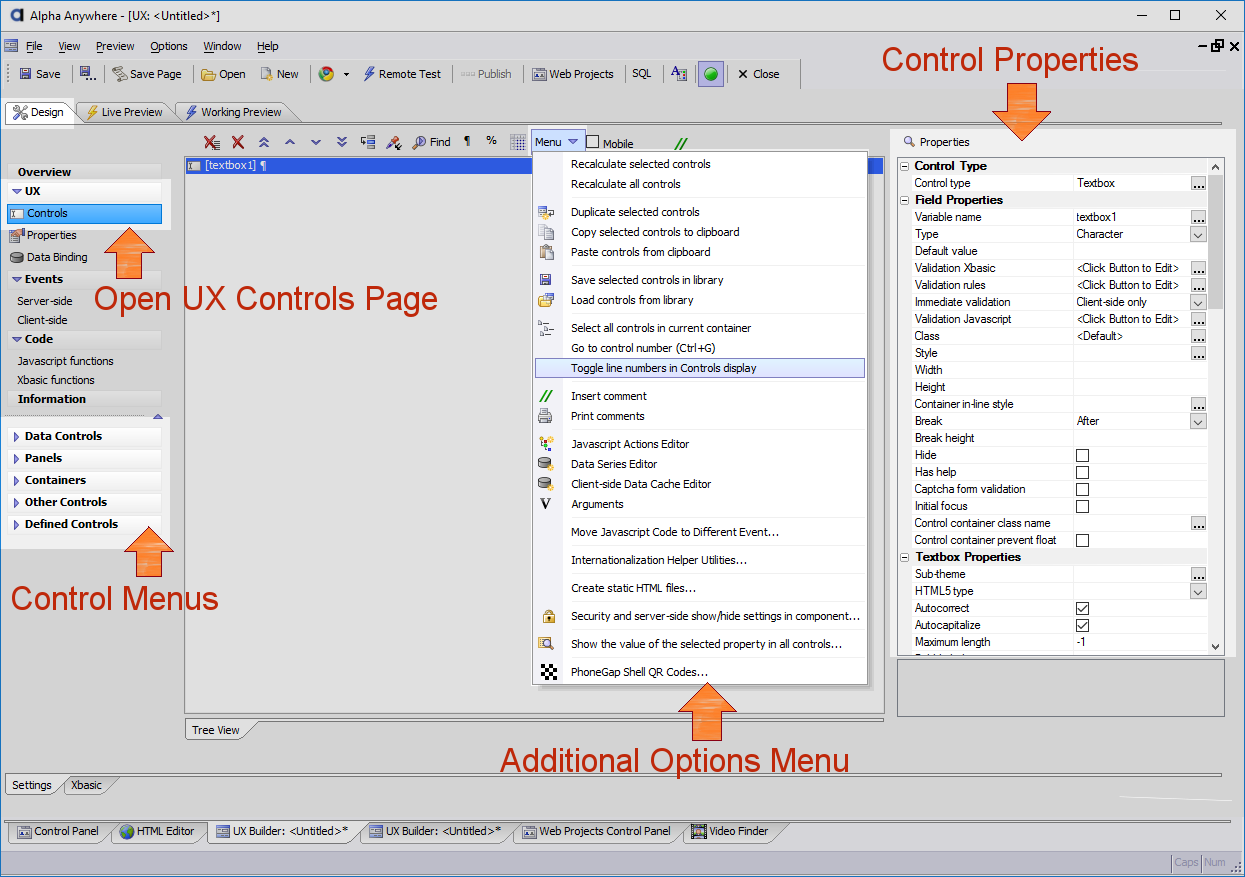 Alpha Anywhere - [UX: <Untitled>*]
File View Preview Options Window Help
Save Save Page Open New Remote Test Publish Web Projects SQL Close
Control Properties
Design Live Preview Working Preview
Find ¶ % Menu Mobile //
Properties
Overview
UX
Controls
Properties
Data Binding
Events
Server-side
Client-side
Code
Javascript functions
Xbasic functions
Information
Open UX Controls Page
Data Controls
Panels
Containers
Other Controls
Defined Controls
Control Menus
[textbox1] ¶
Recalculate selected controls
Recalculate all controls
Duplicate selected controls
Copy selected controls to clipboard
Paste controls from clipboard
Save selected controls in library
Load controls from library
Select all controls in current container
Go to control number (Ctrl+G)
Toggle line numbers in Controls display
// Insert comment
Print comments
Javascript Actions Editor
Data Series Editor
Client-side Data Cache Editor
V Arguments
Move Javascript Code to Different Event...
Internationalization Helper Utilities...
Create static HTML files...
Security and server-side show/hide settings in component...
Show the value of the selected property in all controls...
PhoneGap Shell QR Codes...
Additional Options Menu
Control Type
Control type Textbox ...
Field Properties
Variable name textbox1 ...
Type Character
Default value
Validation Xbasic <Click Button to Edit> ...
Validation rules <Click Button to Edit> ...
Immediate validation Client-side only
Validation Javascript <Click Button to Edit> ...
Class <Default> ...
Style ...
Width
Height
Container in-line style ...
Break After
Break height
Hide
Has help
Captcha form validation
Initial focus
Control container class name ...
Control container prevent float
Textbox Properties
Sub-theme ...
HTML5 type
Autocorrect
Autocapitalize
Maximum length -1
Tree View
Settings Xbasic
Control Panel HTML Editor UX Builder: <Untitled>* UX Builder: <Untitled>* Web Projects Control Panel Video Finder
Caps Num